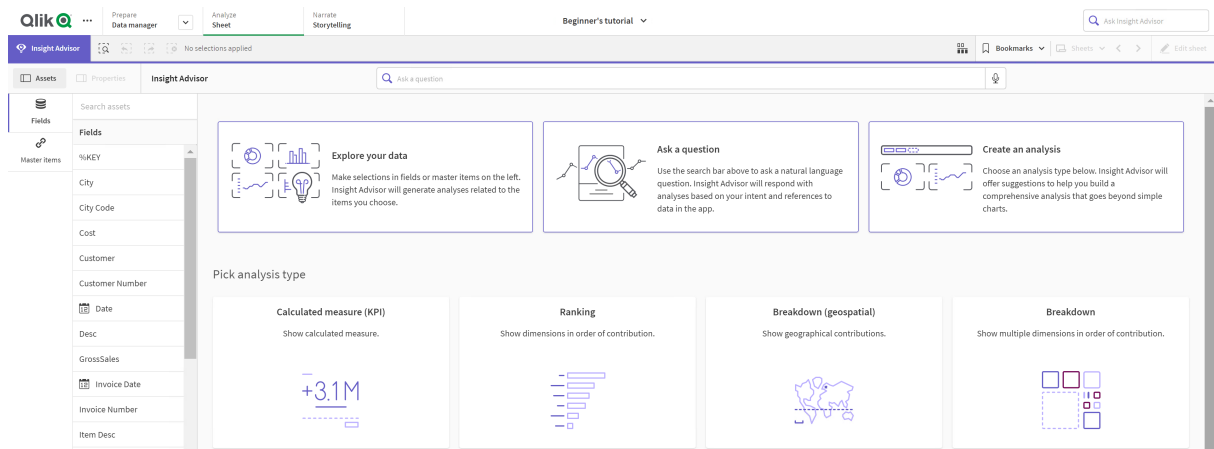 Qlik
Prepare
Data manager
Analyze
Sheet
Narrate
Storytelling
Beginner's tutorial
Ask Insight Advisor
Insight Advisor
No selections applied
Bookmarks
Sheets
Edit sheet
Assets
Properties
Insight Advisor
Ask a question
Fields
Master items
Search assets
Fields
%KEY
City
City Code
Cost
Customer
Customer Number
Date
Desc
GrossSales
Invoice Date
Invoice Number
Item Desc
Explore your data
Make selections in fields or master items on the left.
Insight Advisor will generate analyses related to the
items you choose.
Ask a question
Use the search bar above to ask a natural language
question. Insight Advisor will respond with
analyses based on your intent and references to
data in the app.
Create an analysis
Choose an analysis type below. Insight Advisor will
offer suggestions to help you build a
comprehensive analysis that goes beyond simple
charts.
Pick analysis type
Calculated measure (KPI)
Show calculated measure.
+3.1M
Ranking
Show dimensions in order of contribution.
Breakdown (geospatial)
Show geographical contributions.
Breakdown
Show multiple dimensions in order of contribution.